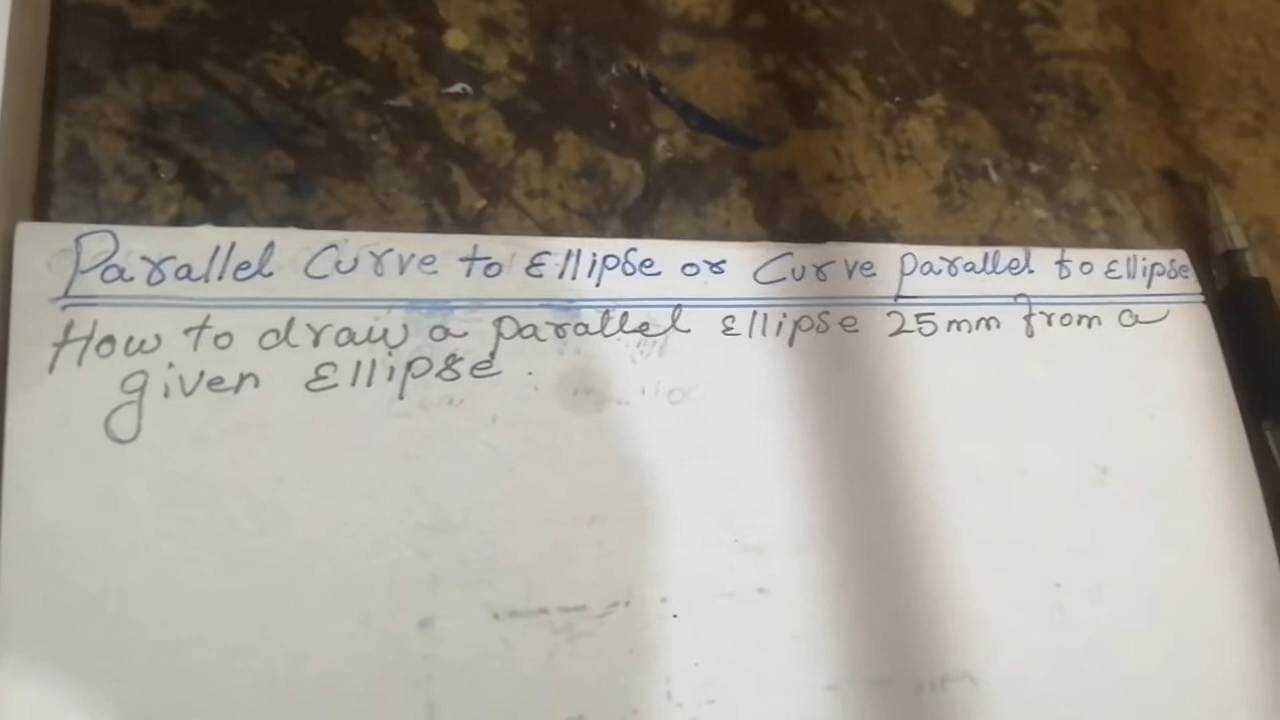 Parallel Curve to Ellipse or Curve parallel to Ellipse
How to draw a parallel Ellipse 25mm from a
given Ellipse.